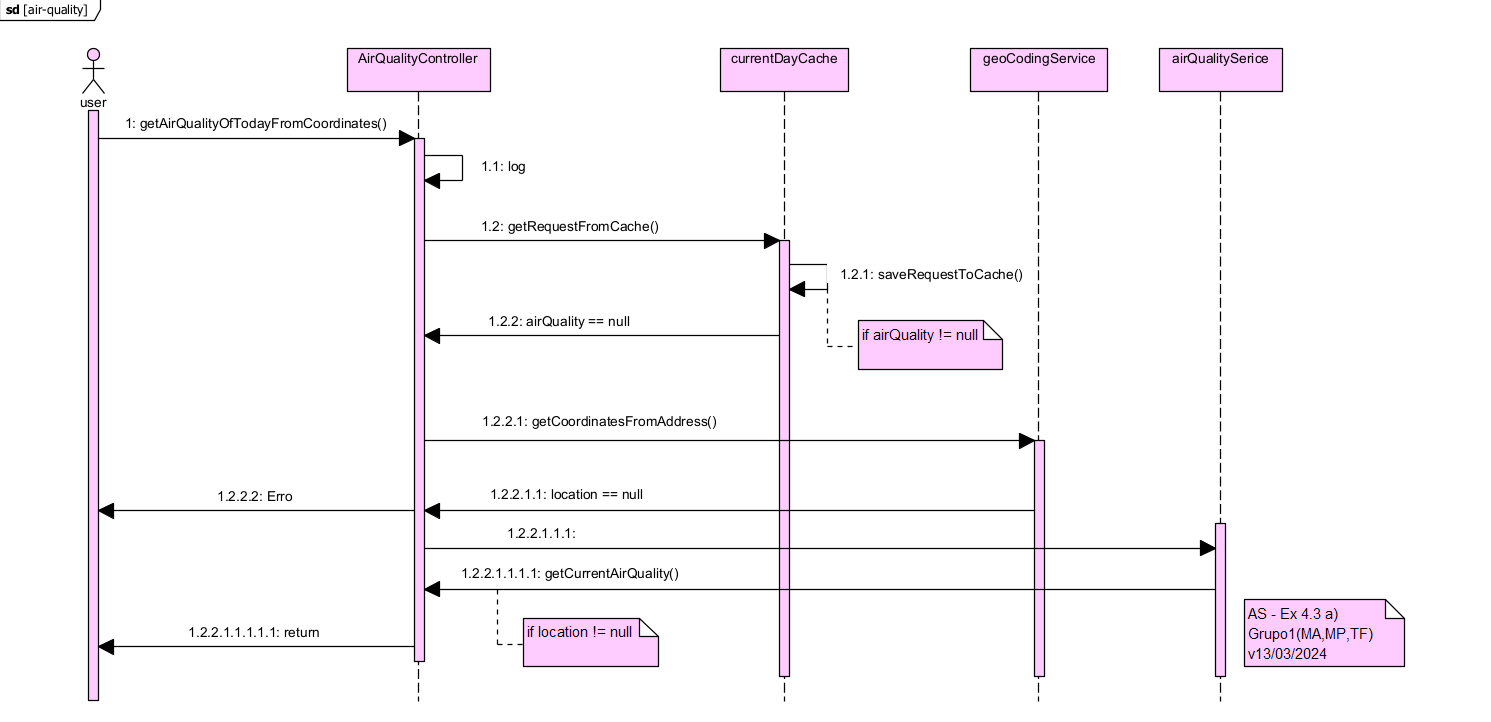 sd [air-quality]
user
AirQualityController
currentDayCache
geoCodingService
airQualitySerice
1: getAirQualityOfTodayFromCoordinates()
1.1: log
1.2: getRequestFromCache()
1.2.1: saveRequestToCache()
1.2.2: airQuality == null
if airQuality != null
1.2.2.1: getCoordinatesFromAddress()
1.2.2.2: Erro
1.2.2.1.1: location == null
1.2.2.1.1.1:
1.2.2.1.1.1.1: getCurrentAirQuality()
1.2.2.1.1.1.1.1: return
if location != null
AS - Ex 4.3 a)
Grupo1(MA,MP,TF)
v13/03/2024